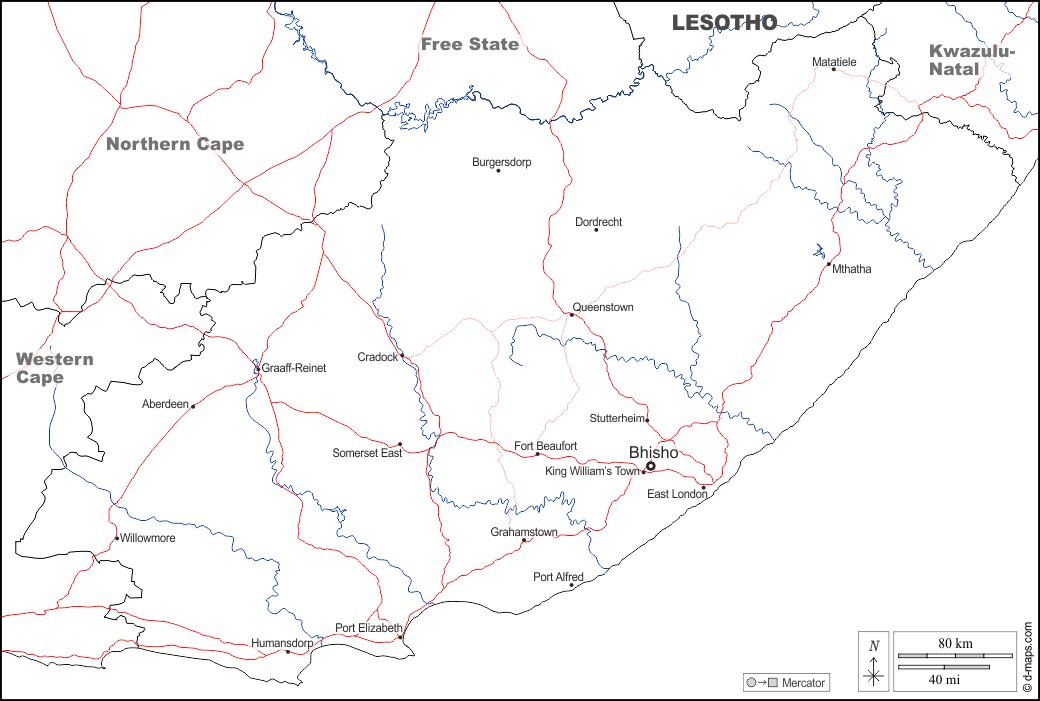 LESOTHO
Free State
Kwazulu-
Natal
Matatiele
Northern Cape
Burgersdorp
Dordrecht
Mthatha
Queenstown
Western
Cape
Cradock
Graaff-Reinet
Aberdeen
Stutterheim
Somerset East
Fort Beaufort
Bhisho
King William's Town
East London
Willowmore
Grahamstown
Port Alfred
Port Elizabeth
Humansdorp
N
80 km
40 mi
Mercator
© d-maps.com